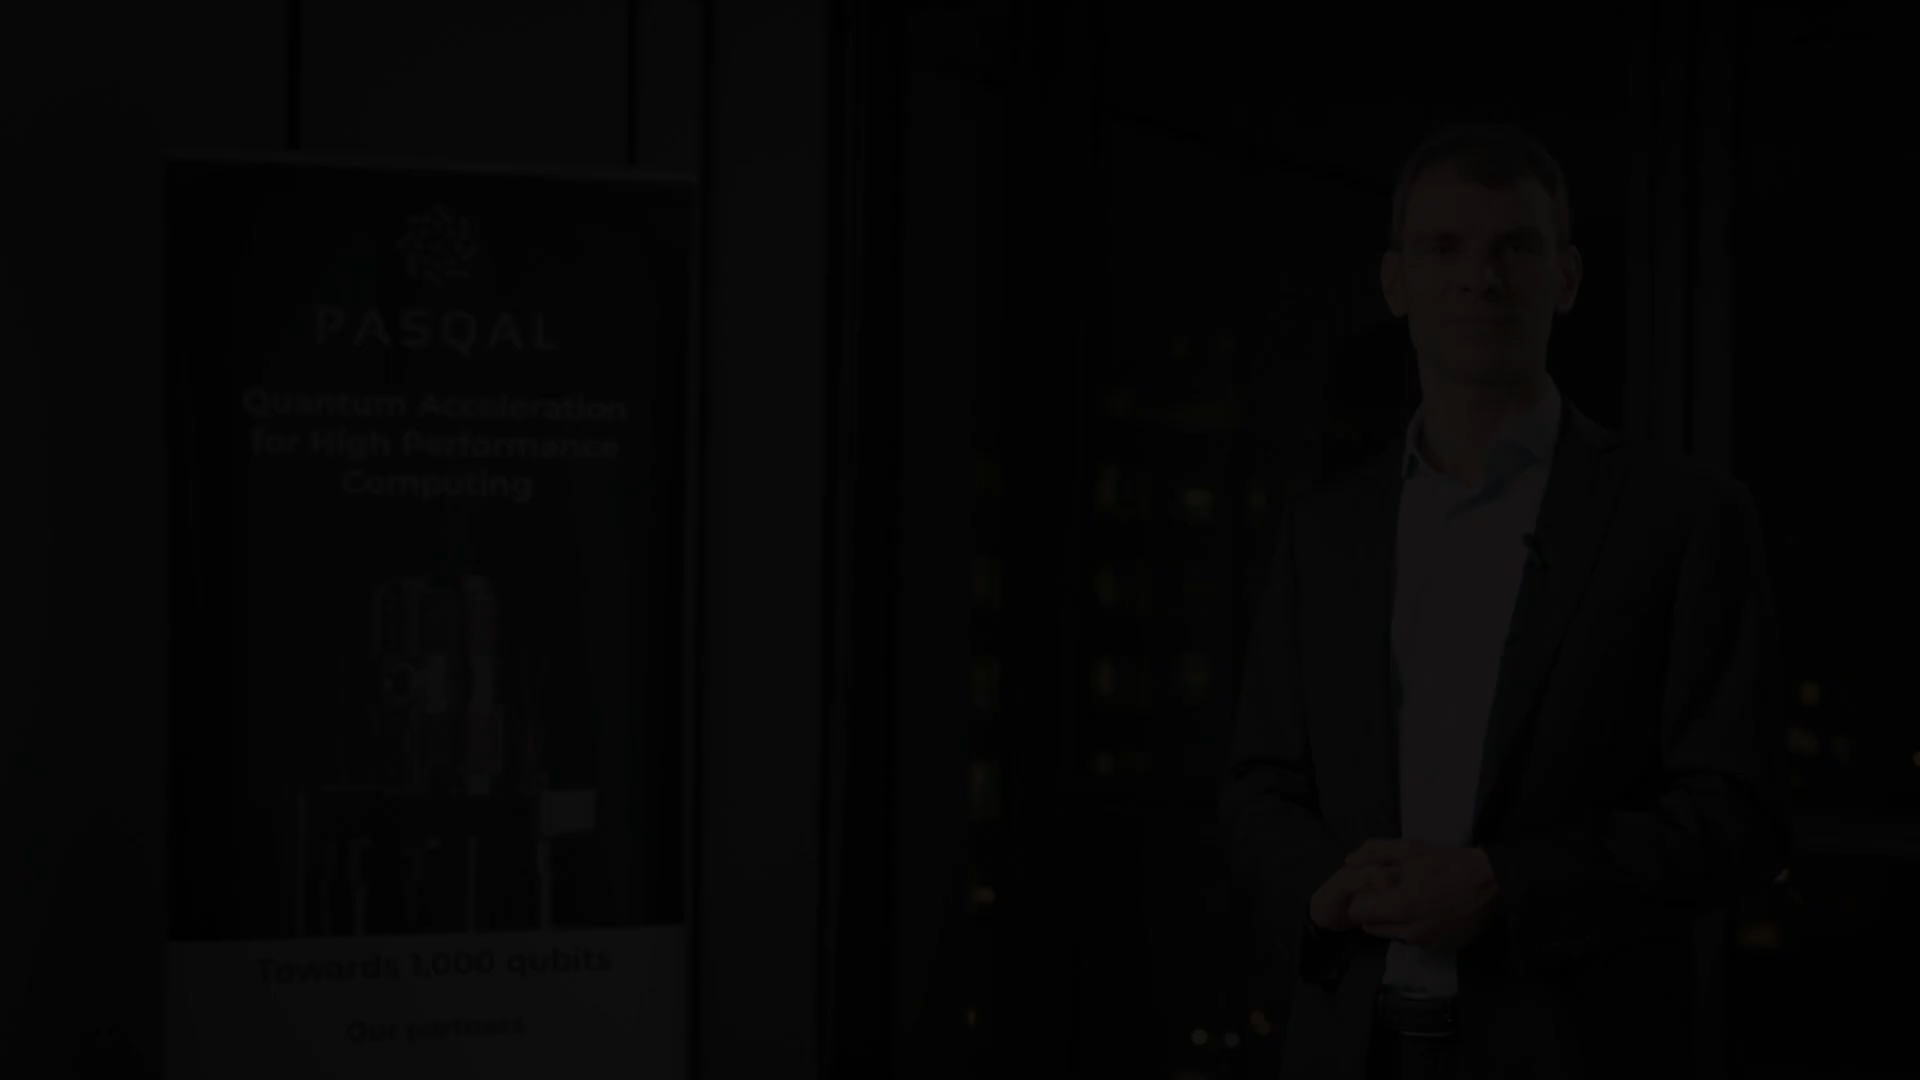 PASQAL
Quantum Acceleration
for High Performance
Computing
Towards 1,000 qubits
Our partners